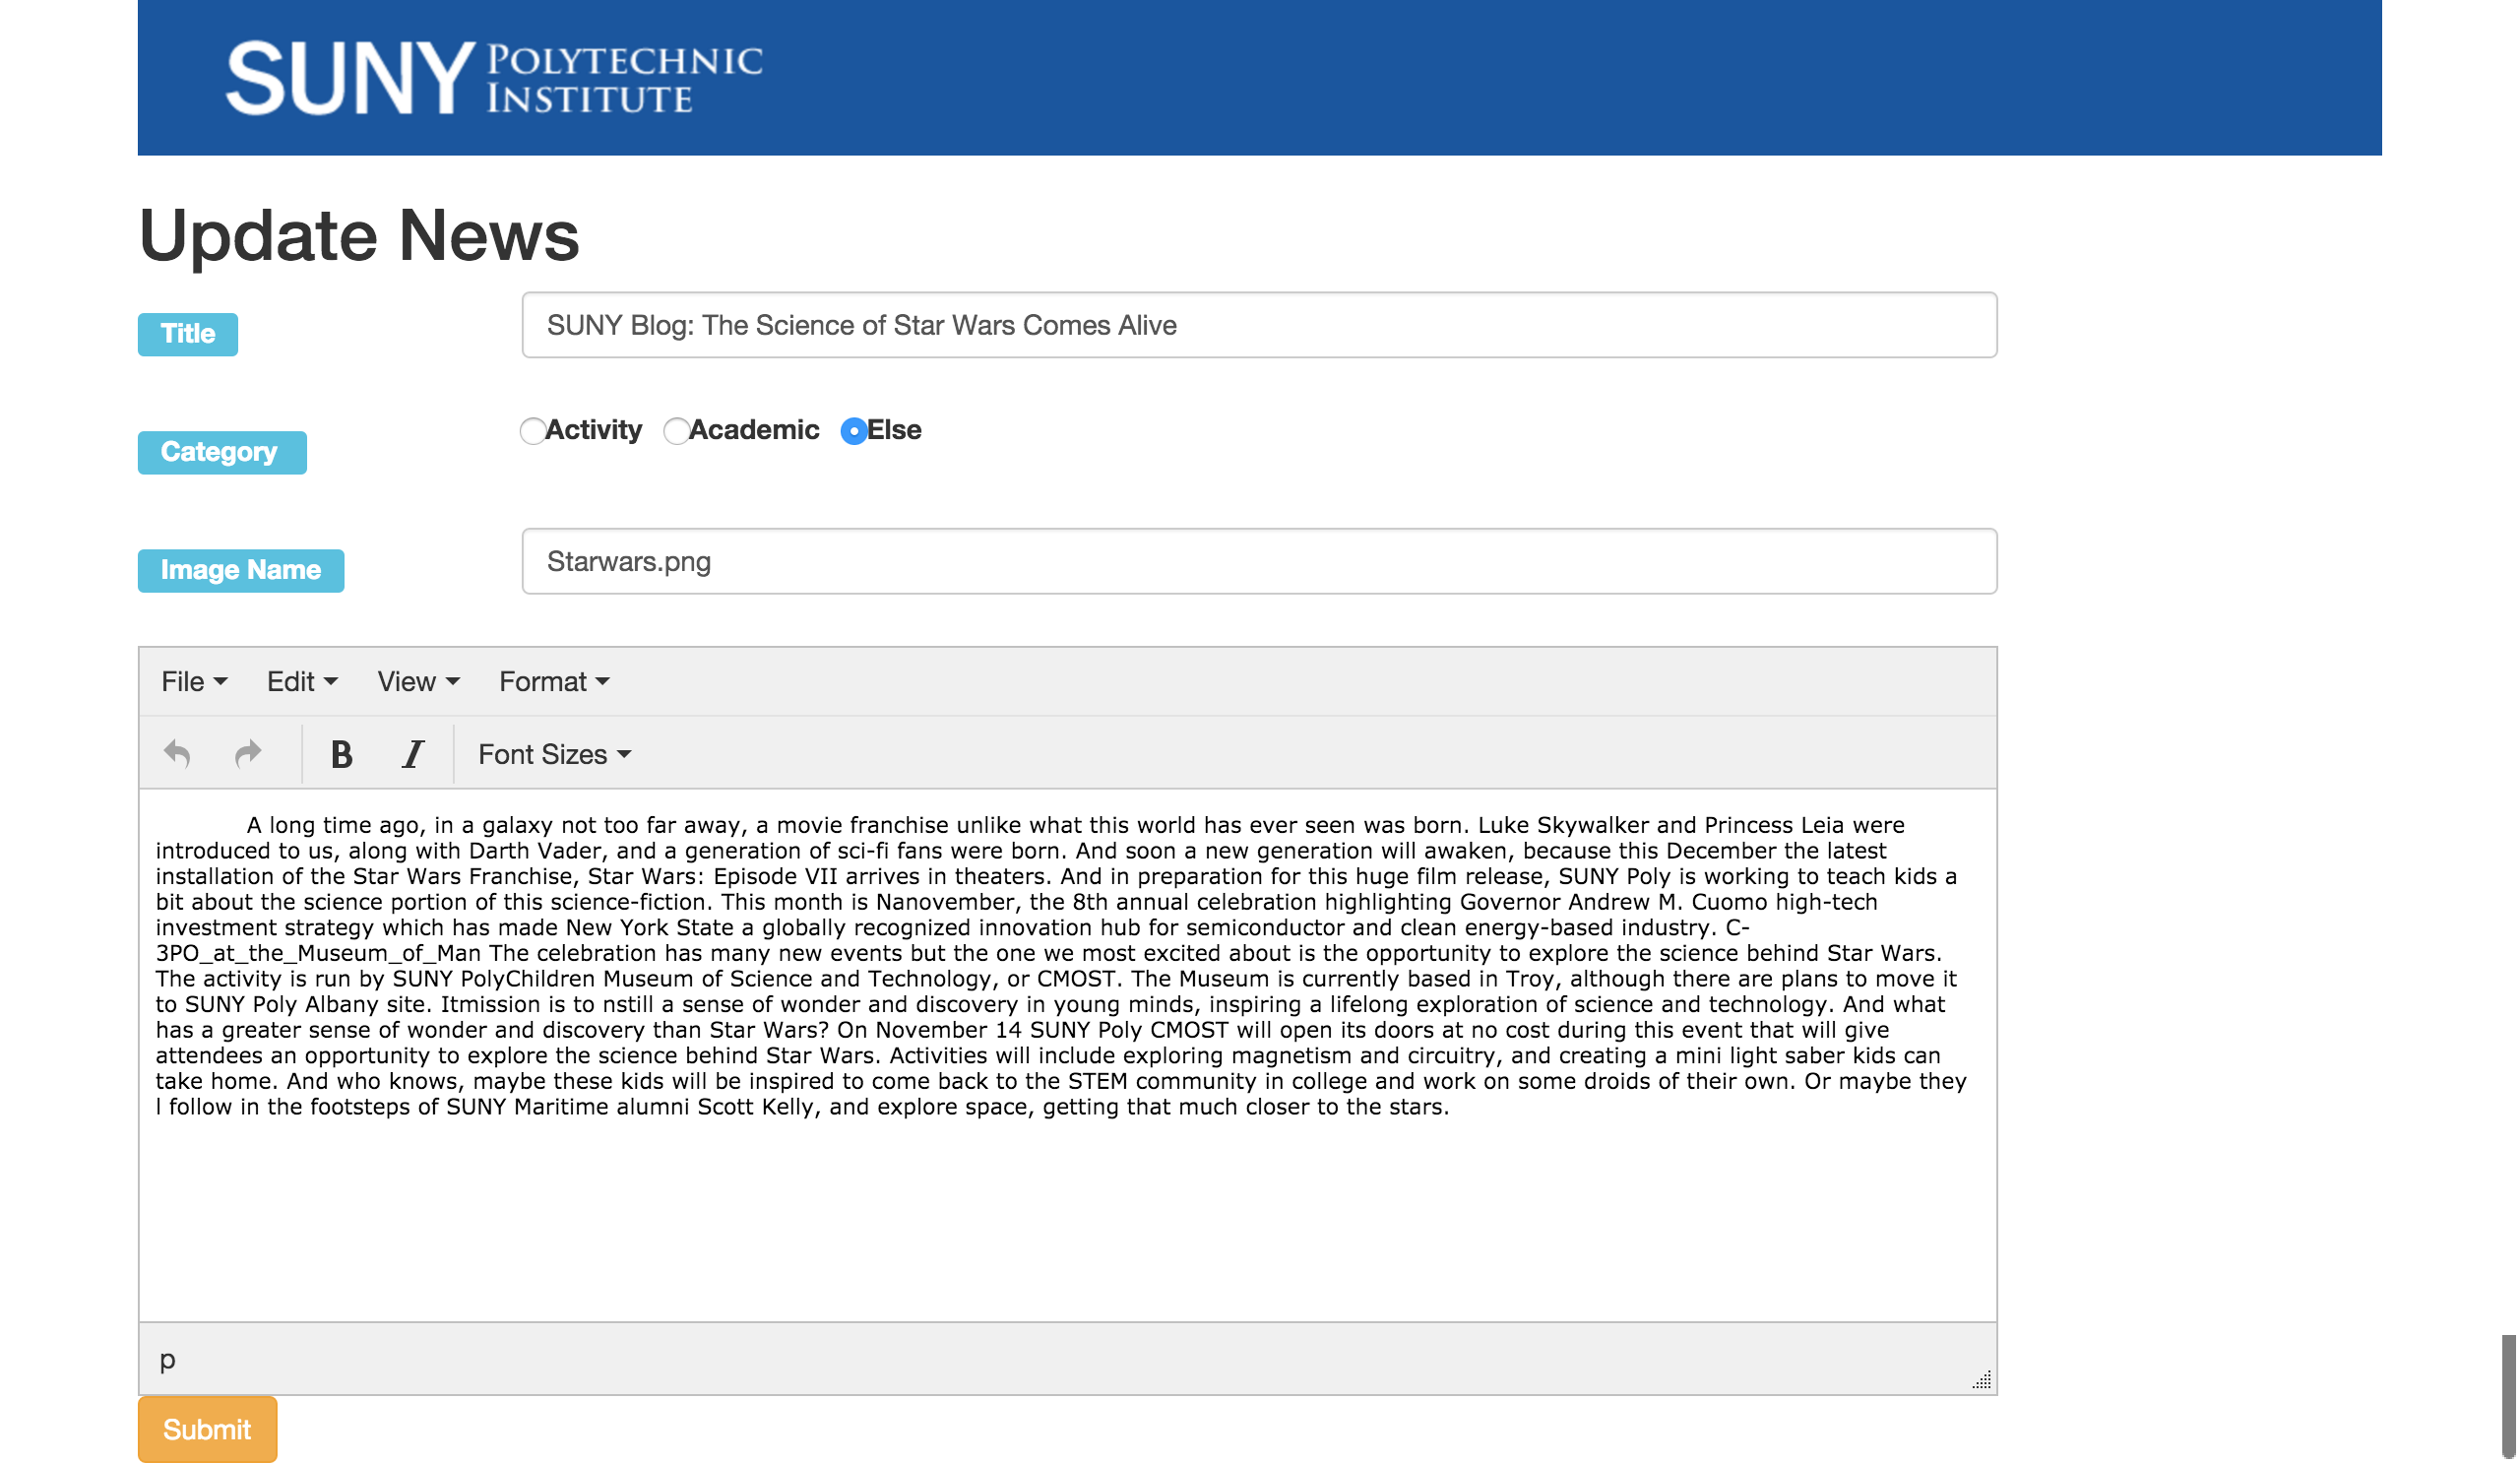 SUNY POLYTECHNIC
INSTITUTE
Update News
Title
SUNY Blog: The Science of Star Wars Comes Alive
Category
Activity Academic Else
Image Name
Starwars.png
File Edit View Format
B I Font Sizes
A long time ago, in a galaxy not too far away, a movie franchise unlike what this world has ever seen was born. Luke Skywalker and Princess Leia were
introduced to us, along with Darth Vader, and a generation of sci-fi fans were born. And soon a new generation will awaken, because this December the latest
installation of the Star Wars Franchise, Star Wars: Episode VII arrives in theaters. And in preparation for this huge film release, SUNY Poly is working to teach kids a
bit about the science portion of this science-fiction. This month is Nanovember, the 8th annual celebration highlighting Governor Andrew M. Cuomo high-tech
investment strategy which has made New York State a globally recognized innovation hub for semiconductor and clean energy-based industry. C-
3PO_at_the_Museum_of_Man The celebration has many new events but the one we most excited about is the opportunity to explore the science behind Star Wars.
The activity is run by SUNY PolyChildren Museum of Science and Technology, or CMOST. The Museum is currently based in Troy, although there are plans to move it
to SUNY Poly Albany site. Itmission is to nstill a sense of wonder and discovery in young minds, inspiring a lifelong exploration of science and technology. And what
has a greater sense of wonder and discovery than Star Wars? On November 14 SUNY Poly CMOST will open its doors at no cost during this event that will give
attendees an opportunity to explore the science behind Star Wars. Activities will include exploring magnetism and circuitry, and creating a mini light saber kids can
take home. And who knows, maybe these kids will be inspired to come back to the STEM community in college and work on some droids of their own. Or maybe they
l follow in the footsteps of SUNY Maritime alumni Scott Kelly, and explore space, getting that much closer to the stars.
p
Submit